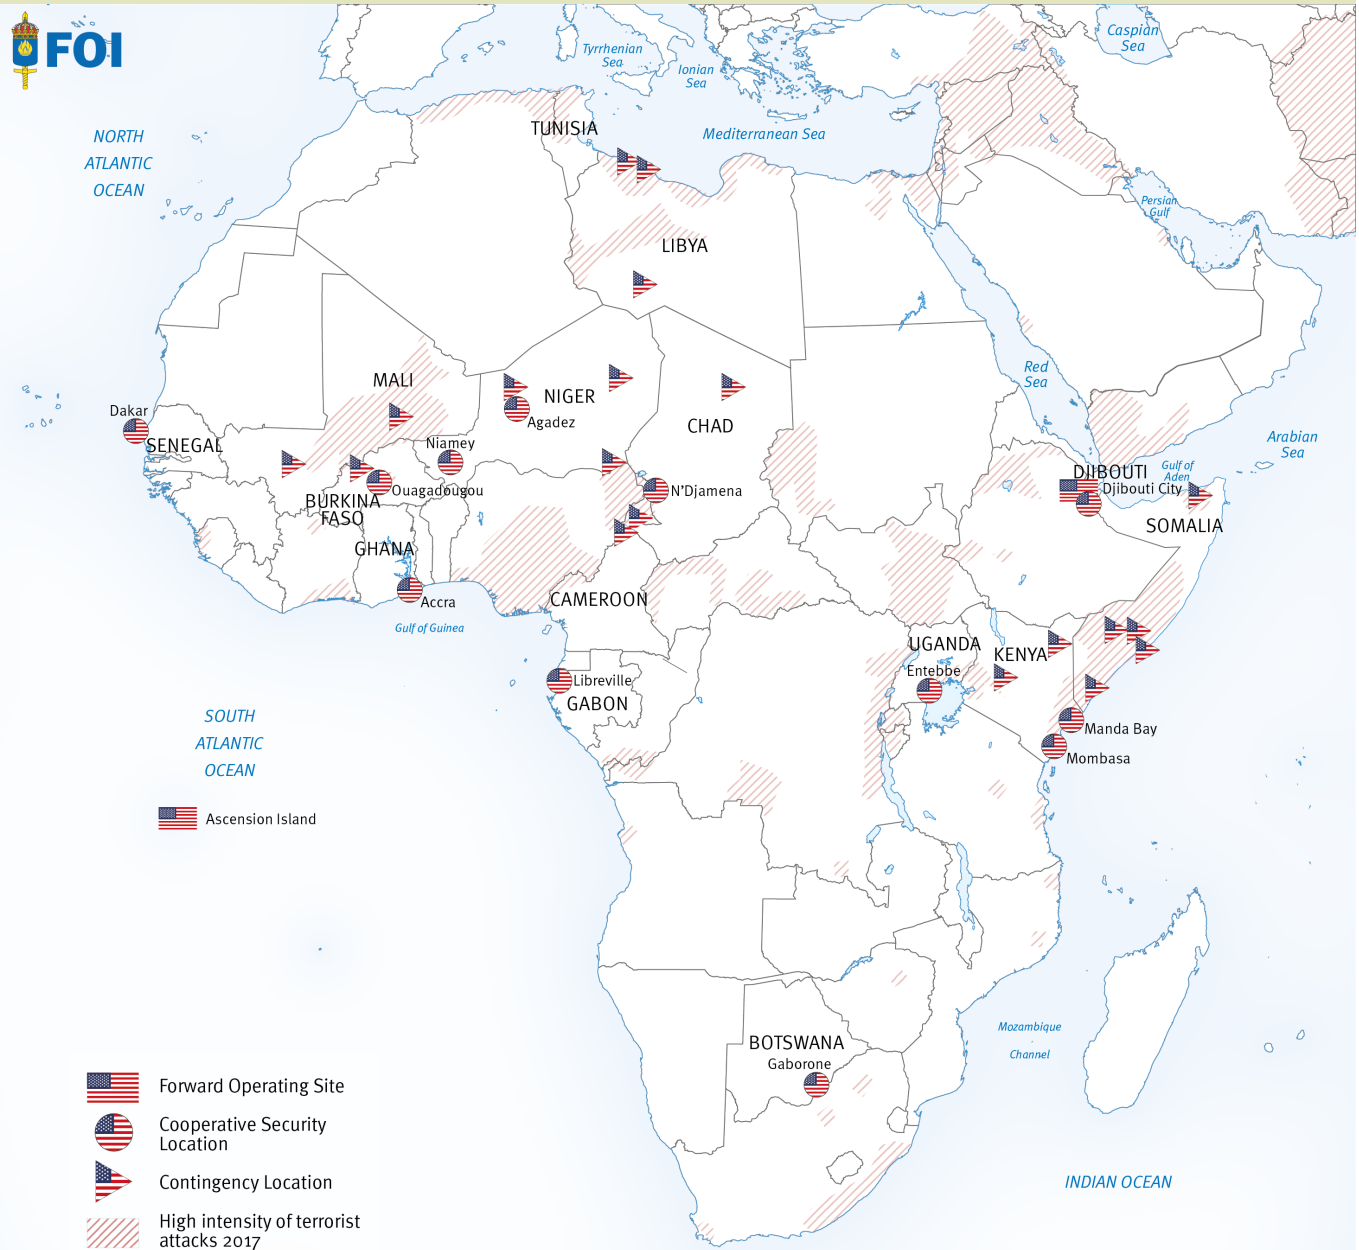 FOI
Caspian
Sea
Tyrrhenian
Sea
Ionian
Sea
NORTH
ATLANTIC
OCEAN
TUNISIA
Mediterranean Sea
Persian
Gulf
LIBYA
Red
Sea
MALI
NIGER
Agadez
CHAD
Dakar
SENEGAL
Niamey
Arabian
Sea
BURKINA
FASO
Ouagadougou
N'Djamena
DJIBOUTI
Djibouti City
Gulf of
Aden
SOMALIA
GHANA
Accra
CAMEROON
Gulf of Guinea
UGANDA
Entebbe
KENYA
Libreville
GABON
SOUTH
ATLANTIC
OCEAN
Manda Bay
Mombasa
Ascension Island
BOTSWANA
Gaborone
Mozambique
Channel
INDIAN OCEAN
Forward Operating Site
Cooperative Security
Location
Contingency Location
High intensity of terrorist
attacks 2017